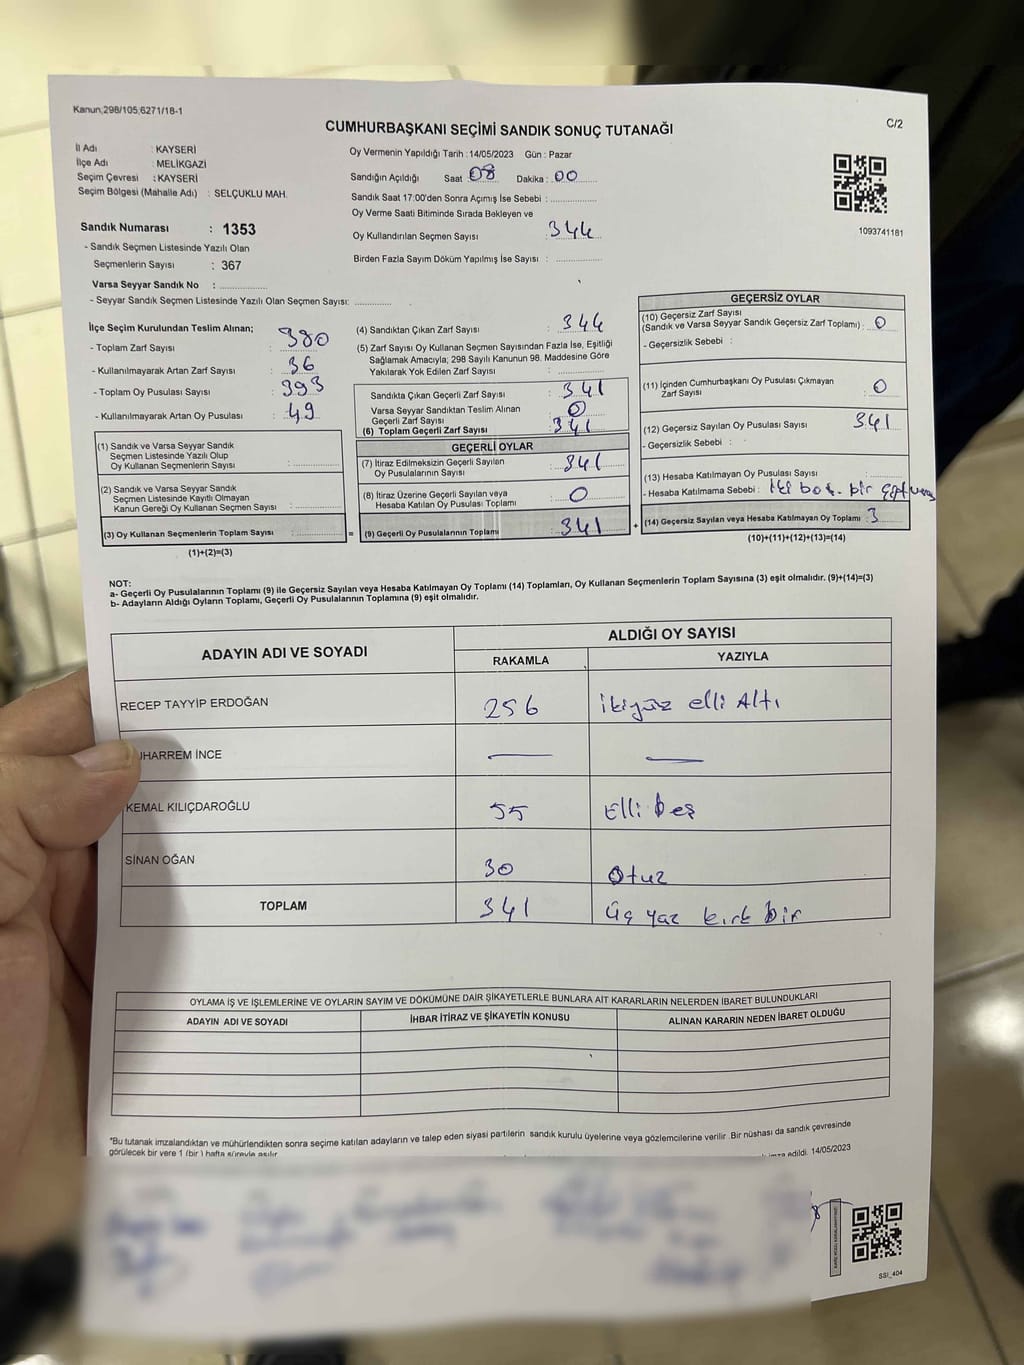 Kanun;298/105;6271/18-1
C/2
CUMHURBAŞKANI SEÇİMİ SANDIK SONUÇ TUTANAĞI
İl Adı : KAYSERİ
İlçe Adı : MELİKGAZİ
Seçim Çevresi : KAYSERİ
Seçim Bölgesi (Mahalle Adı) : SELÇUKLU MAH.
Sandık Numarası : 1353
- Sandık Seçmen Listesinde Yazılı Olan
Seçmenlerin Sayısı : 367
Varsa Seyyar Sandık No :
- Seyyar Sandık Seçmen Listesinde Yazılı Olan Seçmen Sayısı:
Oy Vermenin Yapıldığı Tarih : 14/05/2023 Gün : Pazar
Sandığın Açıldığı Saat 08 Dakika : 00
Sandık Saat 17:00'den Sonra Açımış İse Sebebi :
Oy Verme Saati Bitiminde Sırada Bekleyen ve
Oy Kullandırılan Seçmen Sayısı : 344
Birden Fazla Sayım Döküm Yapılmış İse Sayısı :
1093741181
İlçe Seçim Kurulundan Teslim Alınan;
- Toplam Zarf Sayısı : 380
- Kullanılmayarak Artan Zarf Sayısı : 36
- Toplam Oy Pusulası Sayısı : 393
- Kullanılmayarak Artan Oy Pusulası : 49
(1) Sandık ve Varsa Seyyar Sandık
Seçmen Listesinde Yazılı Olup
Oy Kullanan Seçmenlerin Sayısı :
(2) Sandık ve Varsa Seyyar Sandık
Seçmen Listesinde Kayıtlı Olmayan
Kanun Gereği Oy Kullanan Seçmen Sayısı :
(3) Oy Kullanan Seçmenlerin Toplam Sayısı :
(1)+(2)=(3)
(4) Sandıktan Çıkan Zarf Sayısı : 344
(5) Zarf Sayısı Oy Kullanan Seçmen Sayısından Fazla İse, Eşitliği
Sağlamak Amacıyla; 298 Sayılı Kanunun 98. Maddesine Göre
Yakılarak Yok Edilen Zarf Sayısı :
Sandıkta Çıkan Geçerli Zarf Sayısı : 341
Varsa Seyyar Sandıktan Teslim Alınan
Geçerli Zarf Sayısı : 0
(6) Toplam Geçerli Zarf Sayısı : 341
GEÇERLİ OYLAR
(7) İtiraz Edilmeksizin Geçerli Sayılan
Oy Pusulalarının Sayısı : 341
(8) İtiraz Üzerine Geçerli Sayılan veya
Hesaba Katılan Oy Pusulası Toplamı : 0
(9) Geçerli Oy Pusulalarının Toplamı : 341
GEÇERSİZ OYLAR
(10) Geçersiz Zarf Sayısı
(Sandık ve Varsa Seyyar Sandık Geçersiz Zarf Toplamı) : 0
- Geçersizlik Sebebi :
(11) İçinden Cumhurbaşkanı Oy Pusulası Çıkmayan
Zarf Sayısı : 0
(12) Geçersiz Sayılan Oy Pusulası Sayısı 341
- Geçersizlik Sebebi :
(13) Hesaba Katılmayan Oy Pusulası Sayısı
- Hesaba Katılmama Sebebi : iki boş. bir
(14) Geçersiz Sayılan veya Hesaba Katılmayan Oy Toplamı 3
(10)+(11)+(12)+(13)=(14)
NOT:
a- Geçerli Oy Pusulalarının Toplamı (9) ile Geçersiz Sayılan veya Hesaba Katılmayan Oy Toplamı (14) Toplamları, Oy Kullanan Seçmenlerin Toplam Sayısına (3) eşit olmalıdır. (9)+(14)=(3)
b- Adayların Aldığı Oyların Toplamı, Geçerli Oy Pusulalarının Toplamına (9) eşit olmalıdır.
ADAYIN ADI VE SOYADI
ALDIĞI OY SAYISI
RAKAMLA YAZIYLA
RECEP TAYYİP ERDOĞAN 256 ikiyüz elli Altı
UHARREM İNCE — —
KEMAL KILIÇDAROĞLU 55 Elli beş
SİNAN OĞAN 30 Otuz
TOPLAM 341 üç yüz kırk bir
OYLAMA İŞ VE İŞLEMLERİNE VE OYLARIN SAYIM VE DÖKÜMÜNE DAİR ŞİKAYETLERLE BUNLARA AİT KARARLARIN NELERDEN İBARET BULUNDUKLARI
ADAYIN ADI VE SOYADI İHBAR İTİRAZ VE ŞİKAYETİN KONUSU ALINAN KARARIN NEDEN İBARET OLDUĞU
"Bu tutanak imzalandıktan ve mühürlendikten sonra seçime katılan adayların ve talep eden siyasi partilerin sandık kurulu üyelerine veya gözlemcilerine verilir. Bir nüshası da sandık çevresinde
görülecek bir yere 1 (bir) hafta süreyle asılır.
imza edildi. 14/05/2023
SSI_404